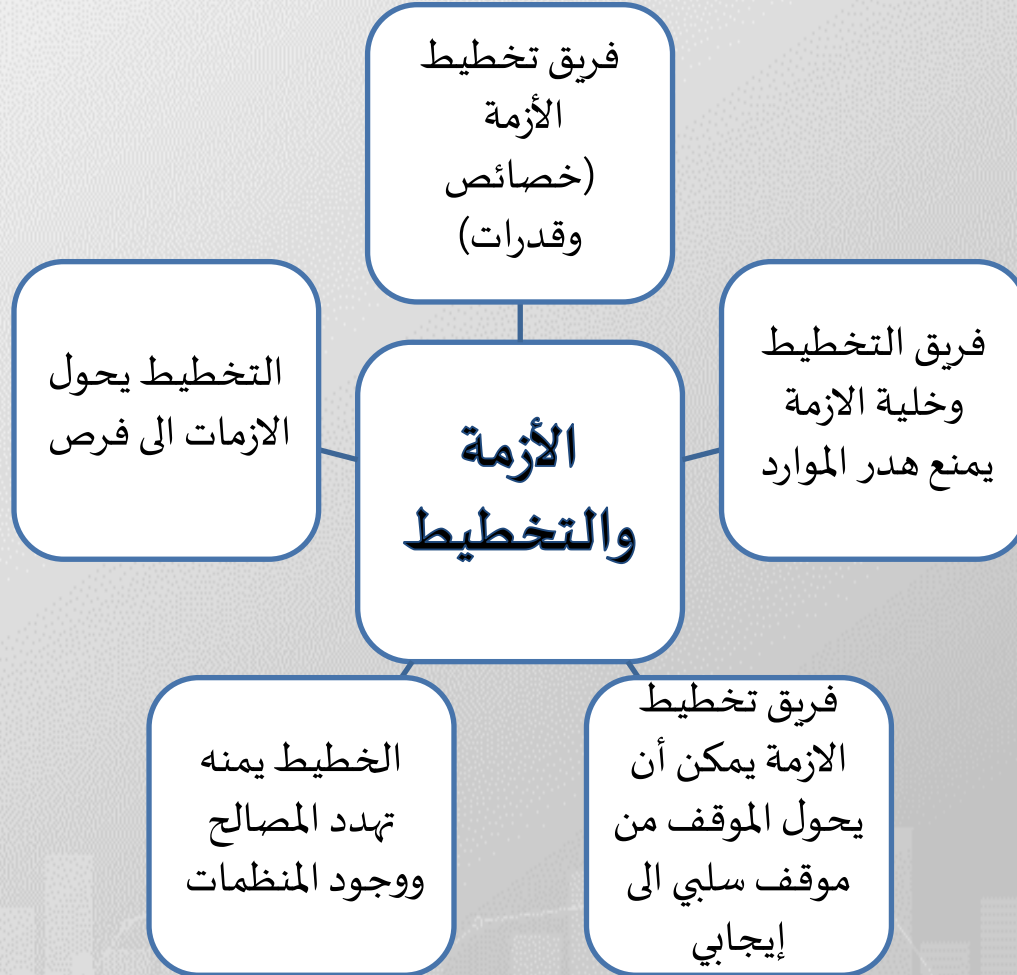 فريق تخطيط
الأزمة
(خصائص
وقدرات)
فريق التخطيط
وخلية الازمة
يمنع هدر الموارد
التخطيط يحول
الازمات الى فرص
الأزمة
والتخطيط
فريق تخطيط
الازمة يمكن أن
يحول الموقف من
موقف سلبي الى
إيجابي
الخطيط يمنه
تهدد المصالح
ووجود المنظمات